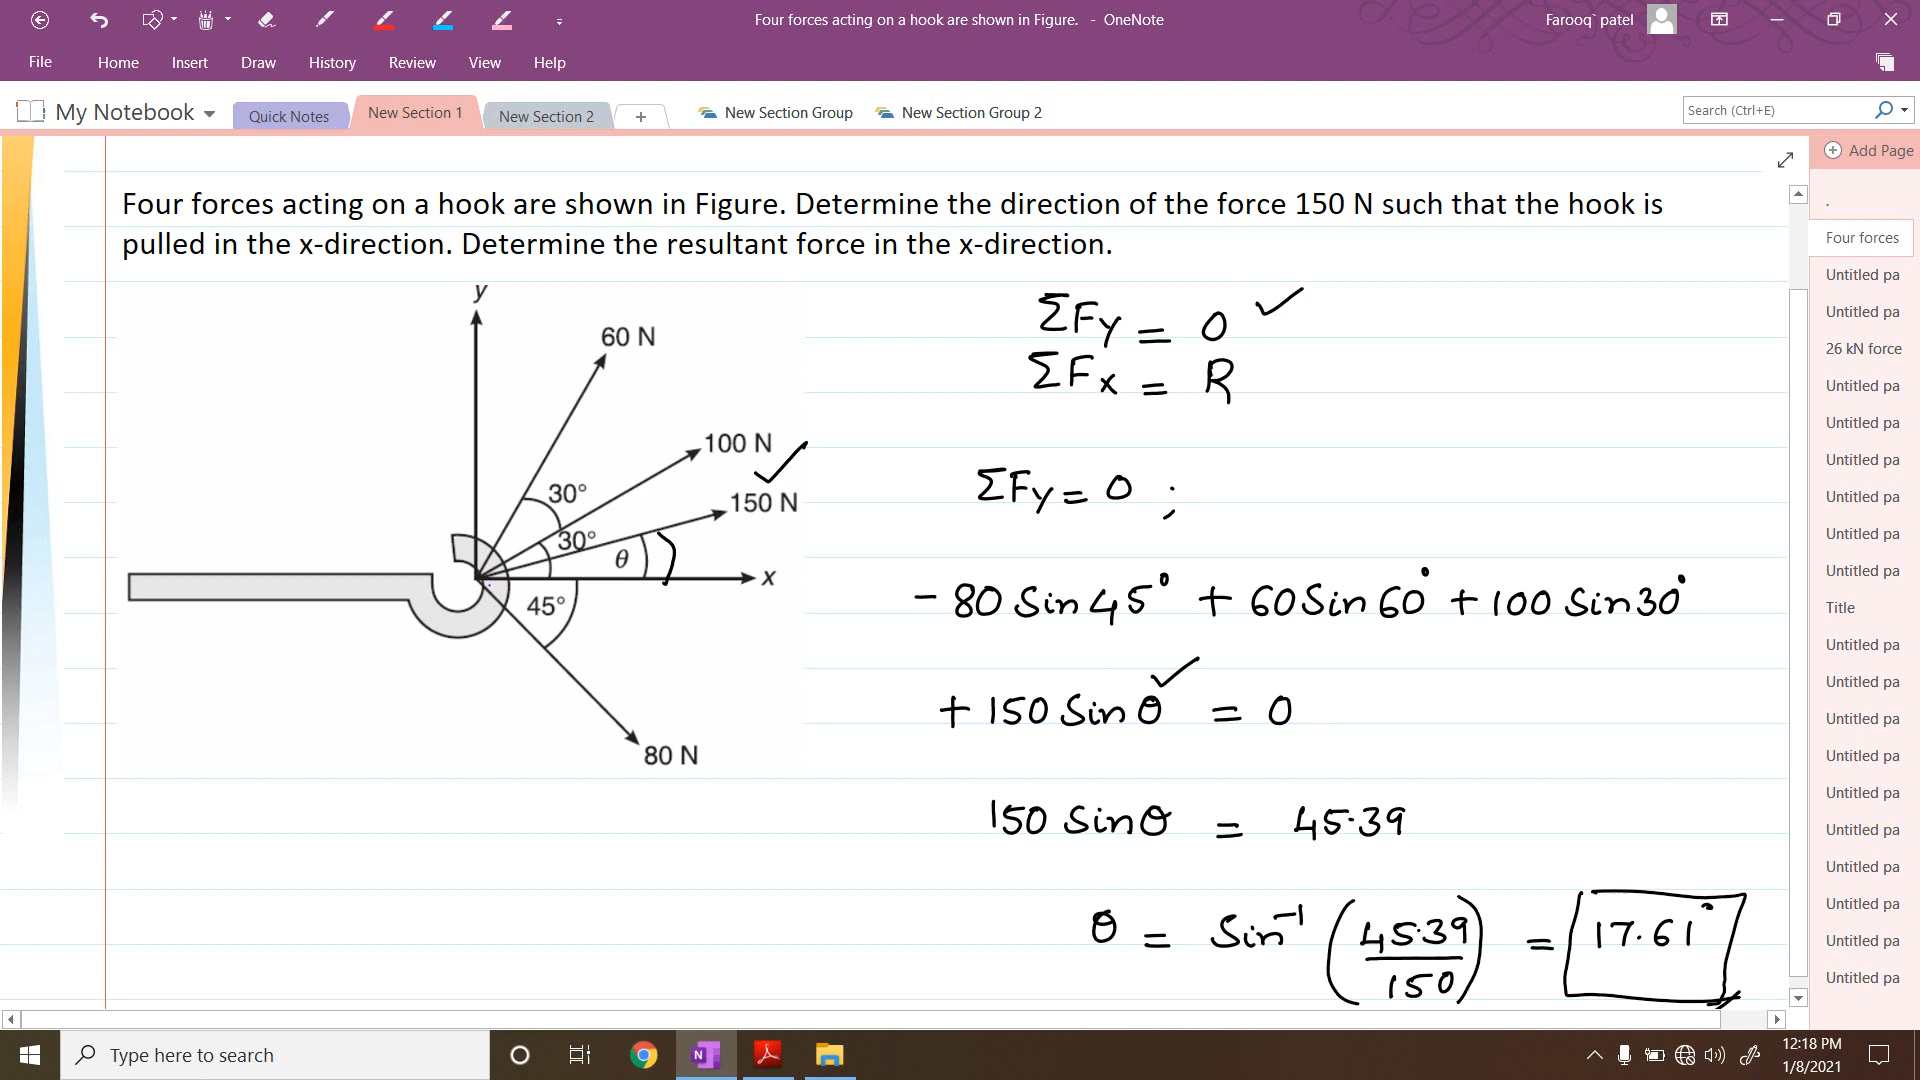 Four forces acting on a hook are shown in Figure. - OneNote
Farooq` patel
File Home Insert Draw History Review View Help
My Notebook
Quick Notes
New Section 1
New Section 2
+
New Section Group
New Section Group 2
Search (Ctrl+E)
Add Page
Four forces acting on a hook are shown in Figure. Determine the direction of the force 150 N such that the hook is
pulled in the x-direction. Determine the resultant force in the x-direction.
y
60 N
100 N
150 N
30°
30°
θ
x
45°
80 N
ΣFy = 0 ✓
ΣFx = R
ΣFy = 0 ;
- 80 Sin 45° + 60 Sin 60° + 100 Sin 30°
+ 150 Sin θ = 0
150 Sin θ = 45.39
θ = Sin⁻¹ (45.39/150) = 17.61°
.
Four forces
Untitled pa
Untitled pa
26 kN force
Untitled pa
Untitled pa
Untitled pa
Untitled pa
Untitled pa
Untitled pa
Title
Untitled pa
Untitled pa
Untitled pa
Untitled pa
Untitled pa
Untitled pa
Untitled pa
Untitled pa
Untitled pa
Untitled pa
Type here to search
12:18 PM
1/8/2021